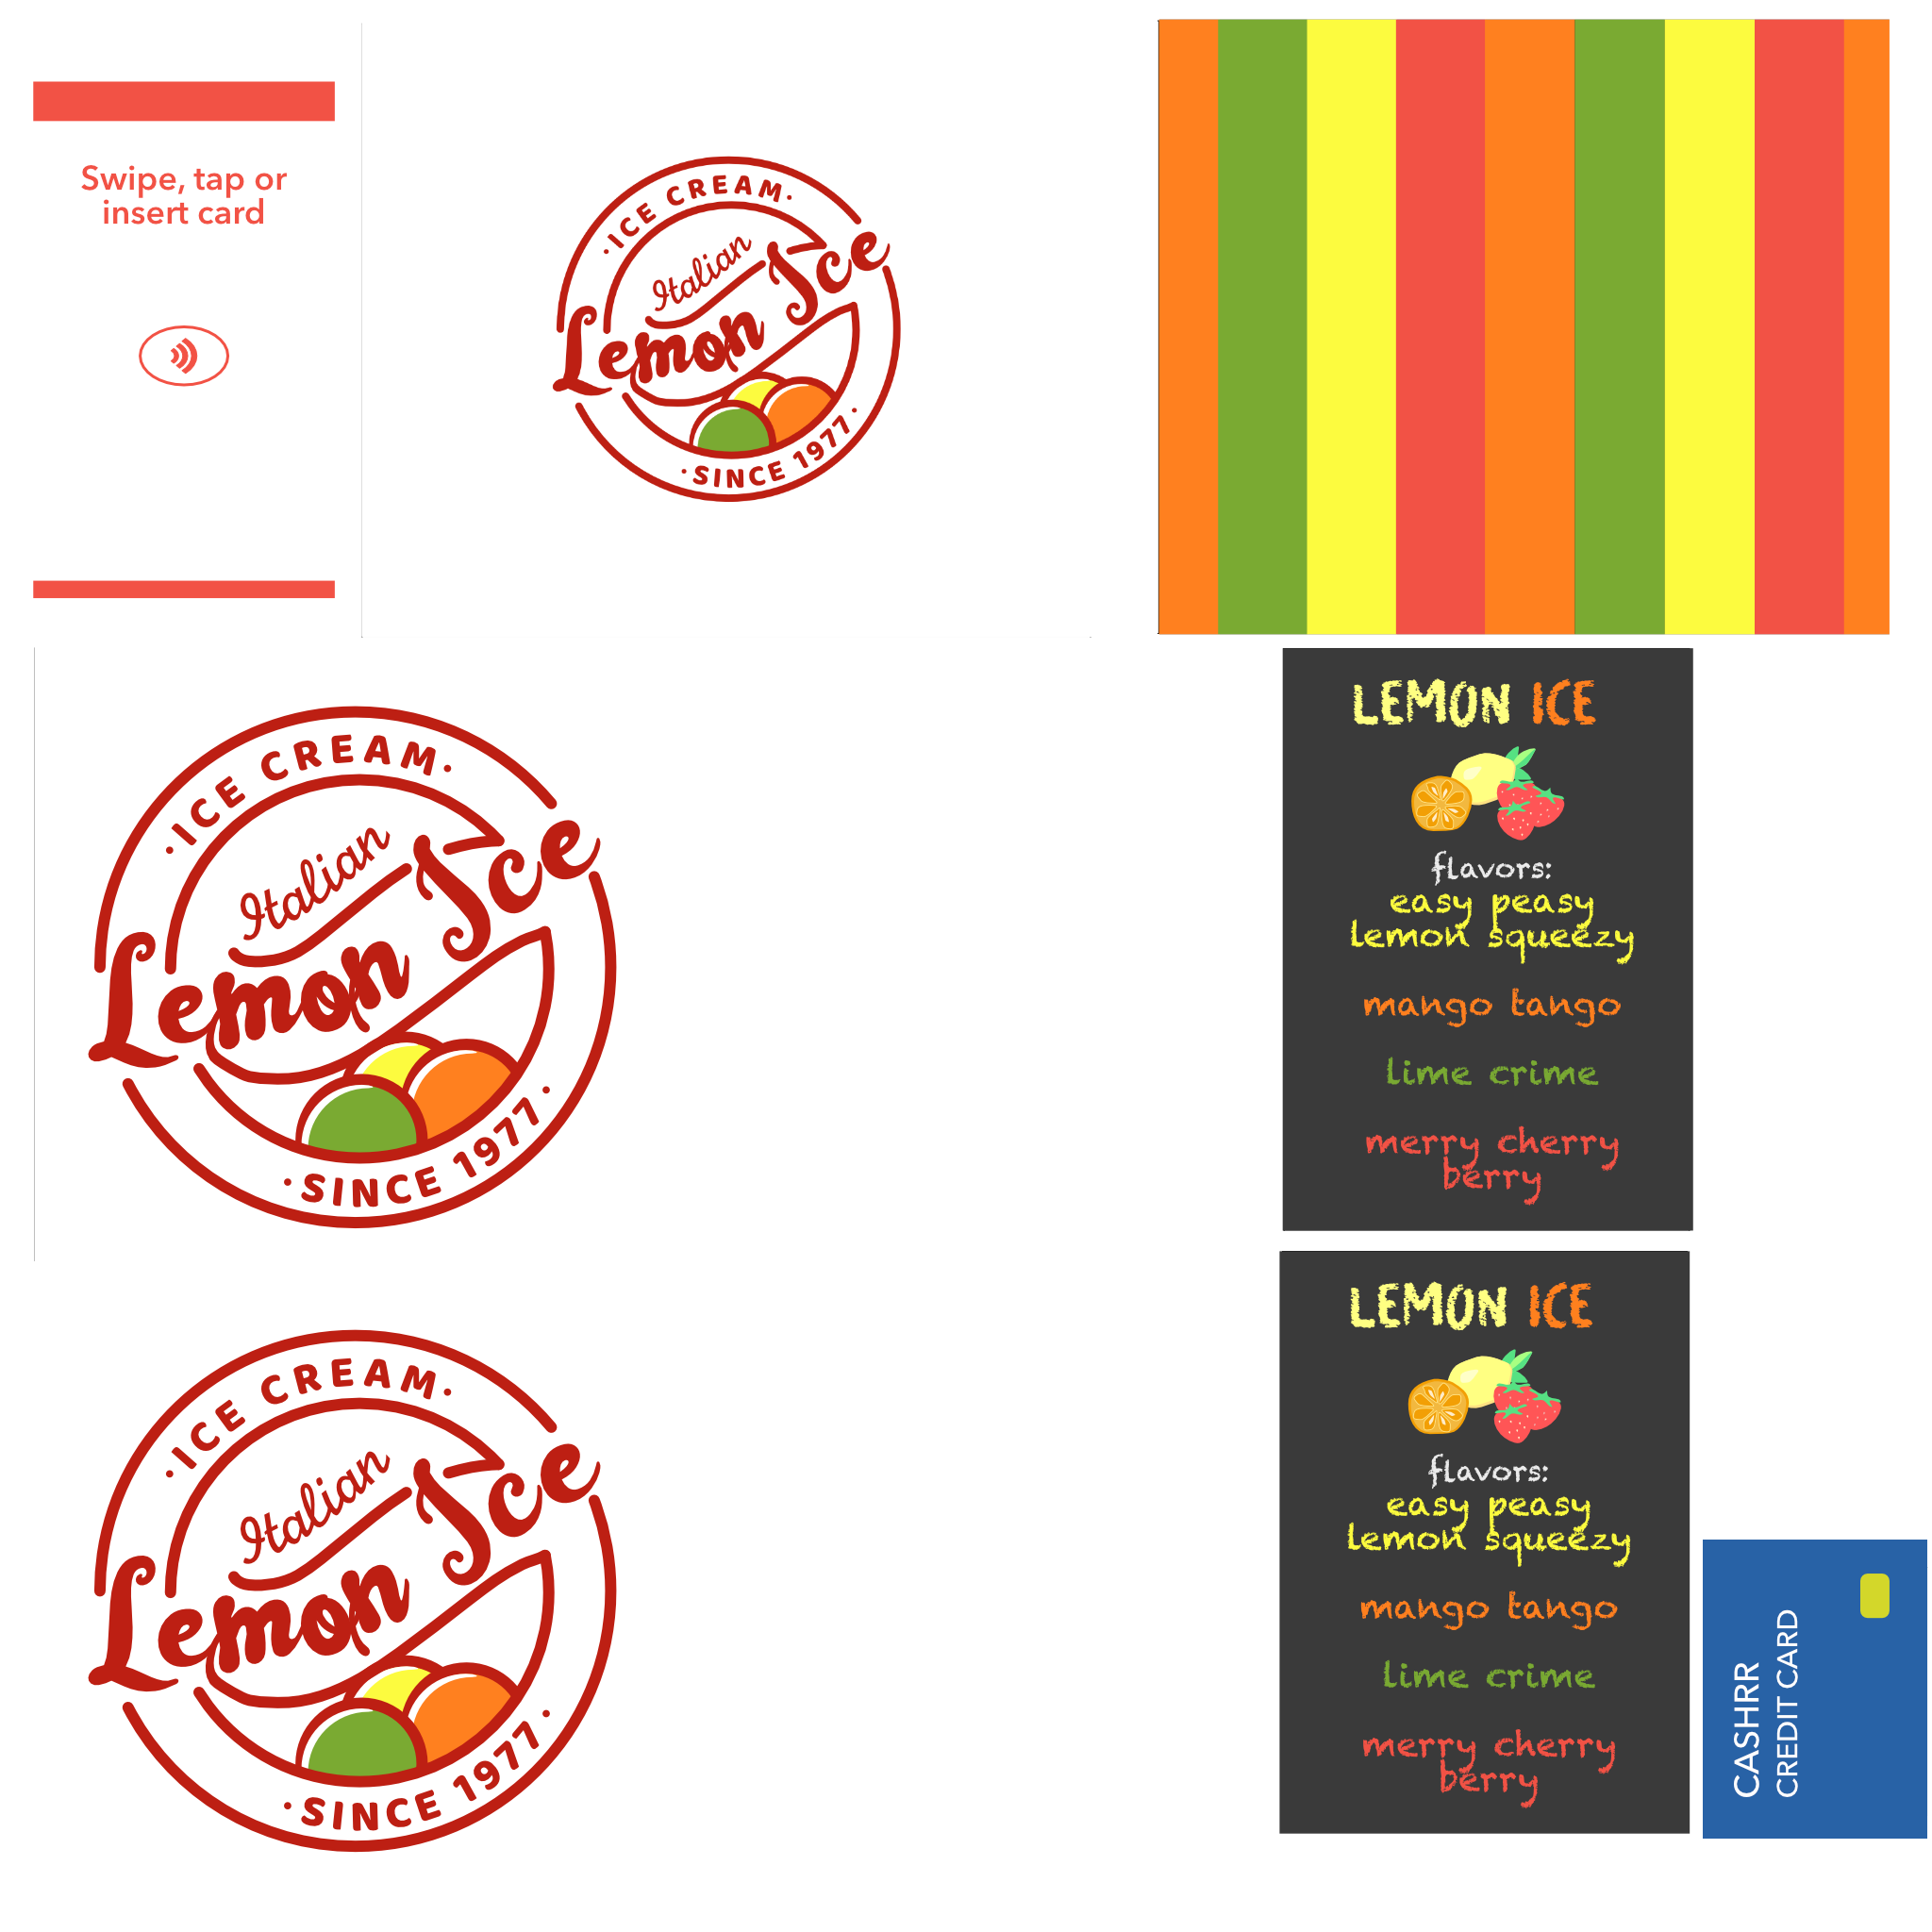 Swipe, tap or
insert card
·ICE CREAM·
Italian
Lemon Ice
·SINCE 1977·
·ICE CREAM·
Italian
Lemon Ice
·SINCE 1977·
LEMON ICE
flavors:
easy peasy
lemon squeezy
mango tango
lime crime
merry cherry
berry
·ICE CREAM·
Italian
Lemon Ice
·SINCE 1977·
LEMON ICE
flavors:
easy peasy
lemon squeezy
mango tango
lime crime
merry cherry
berry
CASHRR
CREDIT CARD